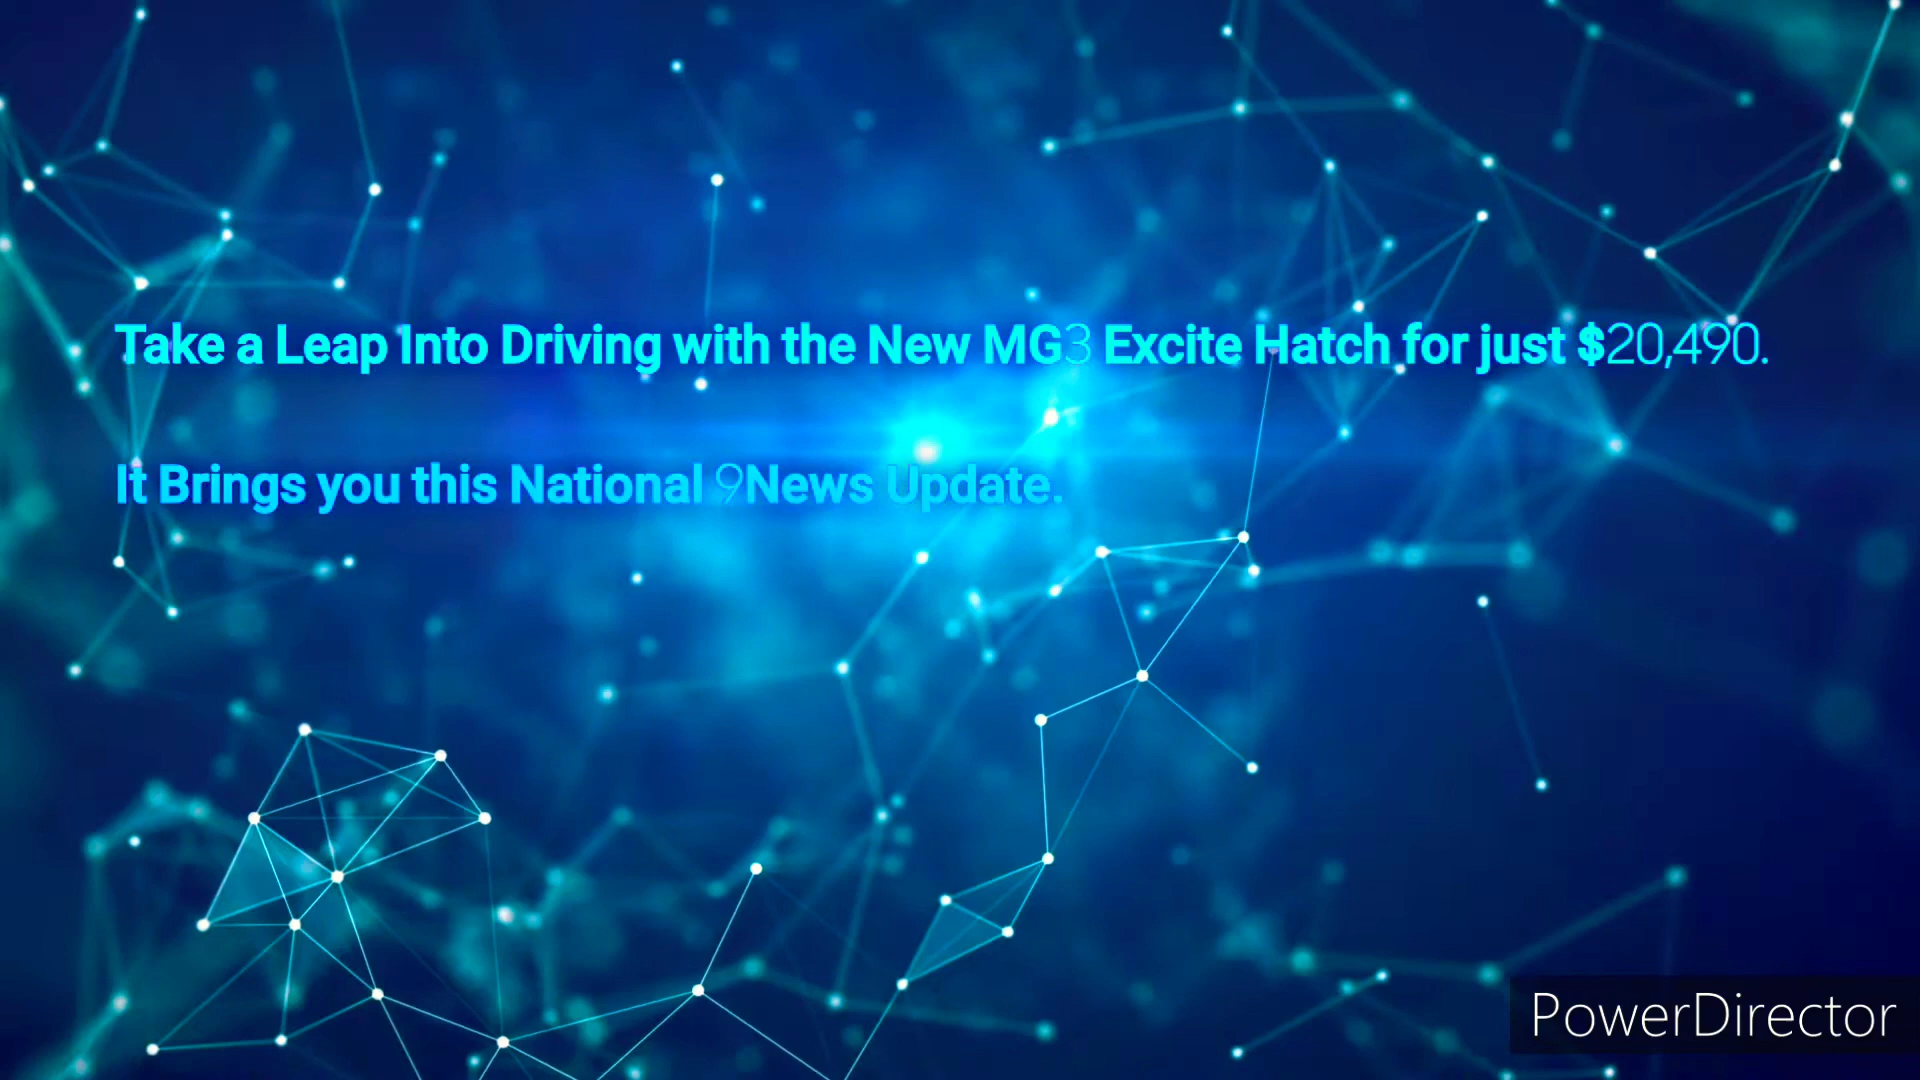 Take a Leap Into Driving with the New MG3 Excite Hatch for just $20,490.
It Brings you this National 9News Update.
PowerDirector